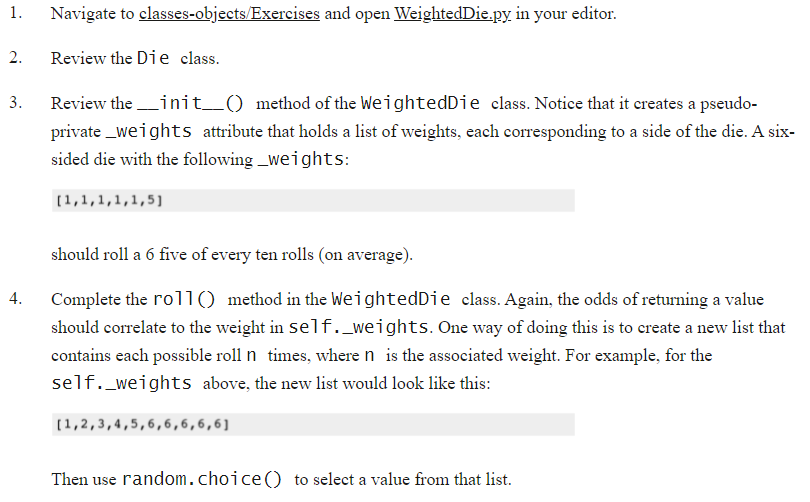 1. Navigate to classes-objects/Exercises and open WeightedDie.py in your editor.
2. Review the Die class.
3. Review the __init__() method of the WeightedDie class. Notice that it creates a pseudo-
private _weights attribute that holds a list of weights, each corresponding to a side of the die. A six-
sided die with the following _weights:
[1,1,1,1,1,5]
should roll a 6 five of every ten rolls (on average).
4. Complete the roll() method in the WeightedDie class. Again, the odds of returning a value
should correlate to the weight in self._weights. One way of doing this is to create a new list that
contains each possible roll n times, where n is the associated weight. For example, for the
self._weights above, the new list would look like this:
[1,2,3,4,5,6,6,6,6,6]
Then use random.choice() to select a value from that list.